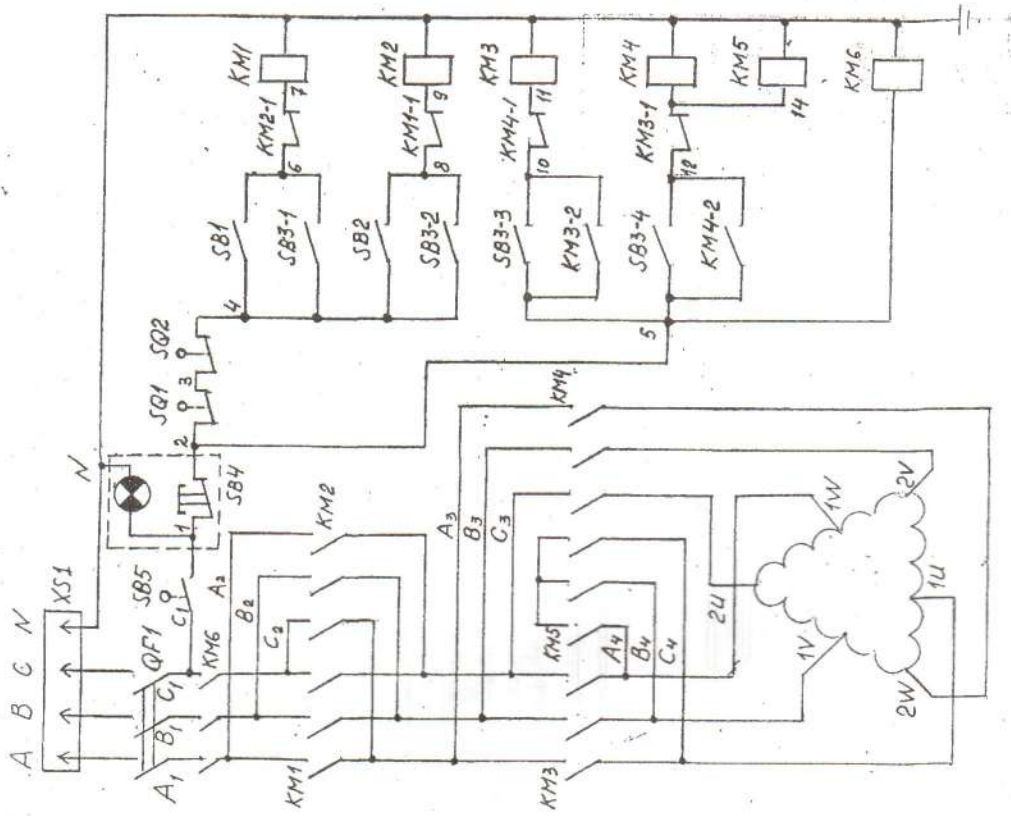 A B C N
XS1
N
QF1
A1
B1
C1
C1
SB5
1
SB4
2
SQ1
3
SQ2
4
SB1
SB3-1
6
KM2-1
7
KM1
SB2
SB3-2
8
KM1-1
9
KM2
SB3-3
KM3-2
10
KM4-1
11
KM3
5
SB3-4
KM4-2
12
KM3-1
KM4
14
KM5
KM6
KM6
A2
B2
C2
KM1
KM2
A3
B3
C3
KM3
KM5
KM4
A4
B4
C4
2U
1V
1W
2V
2W
1U